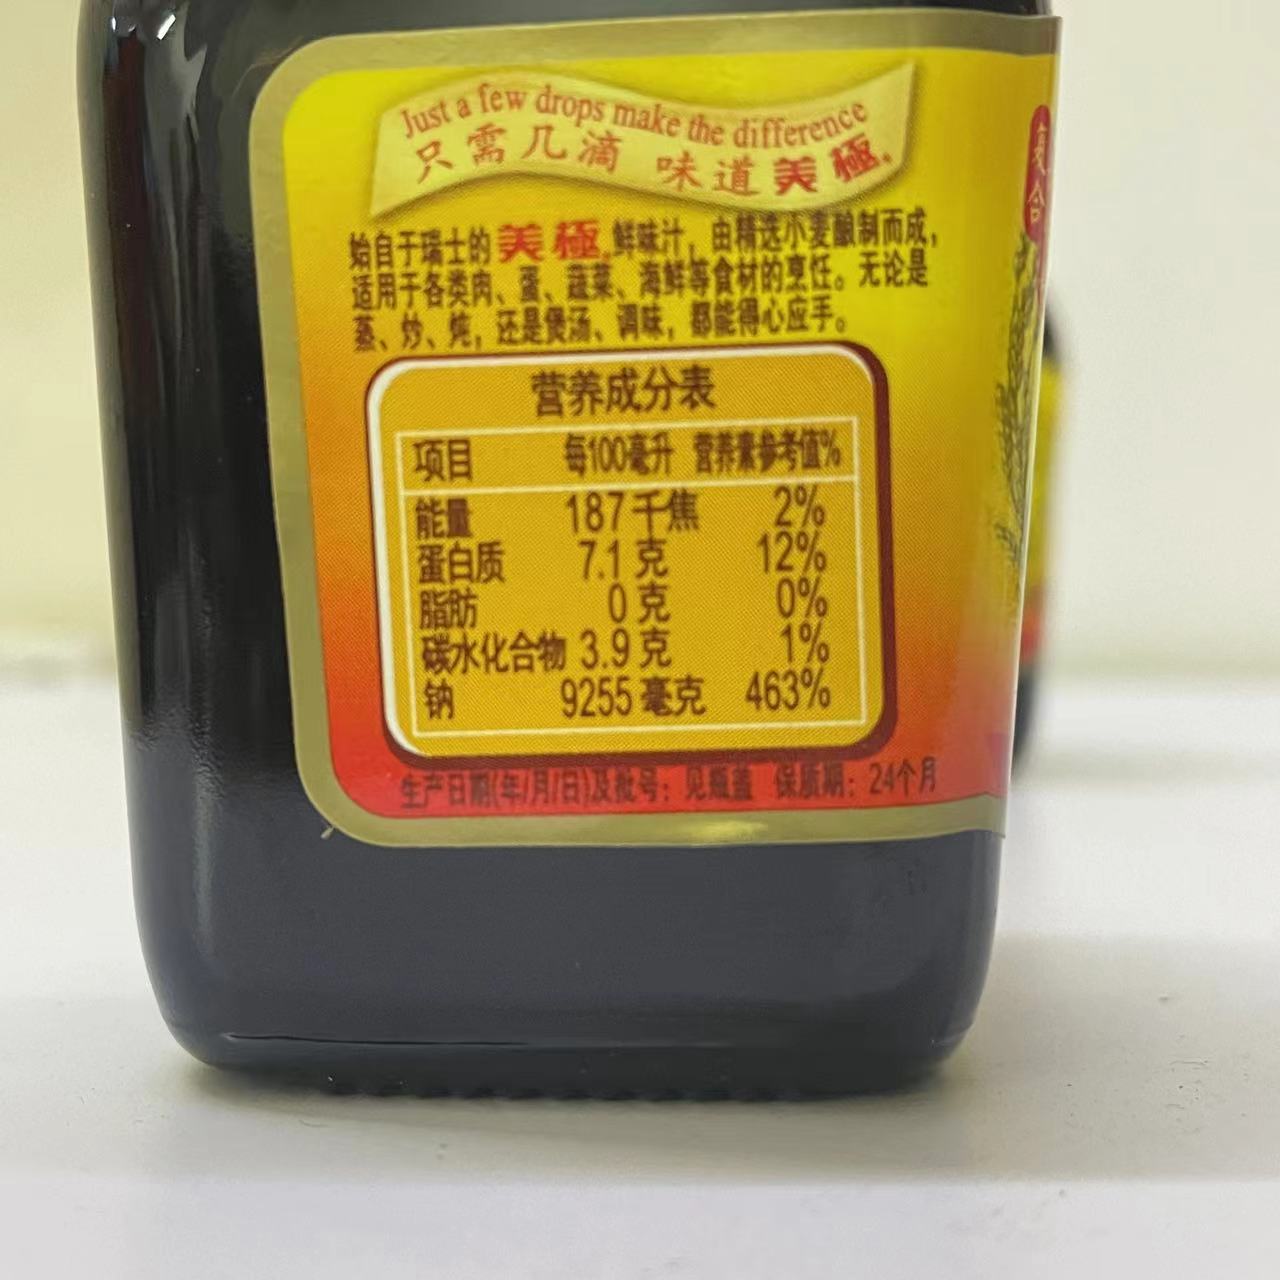 Just a few drops make the difference
只需几滴 味道美極
始自于瑞士的美極鲜味汁，由精选小麦酿制而成，
适用于各类肉、蛋、蔬菜、海鲜等食材的烹饪。无论是
蒸、炒、炖，还是煲汤、调味，都能得心应手。
营养成分表
项目 每100毫升 营养素参考值%
能量 187千焦 2%
蛋白质 7.1克 12%
脂肪 0克 0%
碳水化合物 3.9克 1%
钠 9255毫克 463%
生产日期(年/月/日)及批号：见瓶盖 保质期：24个月
复合